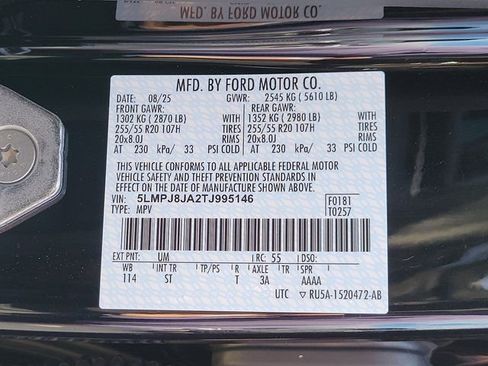 MFD. BY FORD MOTOR CO.
MFD. BY FORD MOTOR CO.
DATE: 08/25 GVWR: 2545 KG ( 5610 LB)
FRONT GAWR: REAR GAWR:
1302 KG ( 2870 LB) 1352 KG ( 2980 LB)
255/55 R20 107H TIRES 255/55 R20 107H TIRES
20x8.0J RIMS 20x8.0J RIMS
AT 230 kPa/ 33 PSI AT 230 kPa/ 33 PSI
THIS VEHICLE CONFORMS TO ALL APPLICABLE FEDERAL MOTOR
VEHICLE SAFETY AND THEFT PREVENTION STANDARDS IN
EFFECT ON THE DATE OF MANUFACTURE SHOWN ABOVE.
VIN: 5LMPJ8JA2TJ995146 F0181
TYPE: MPV T0257
EXT PNT: UM RC: 55 DSO:
WB INT TR TP/PS R AXLE TR SPR
114 ST T 3A AAAA
UTC RU5A-1520472-AB